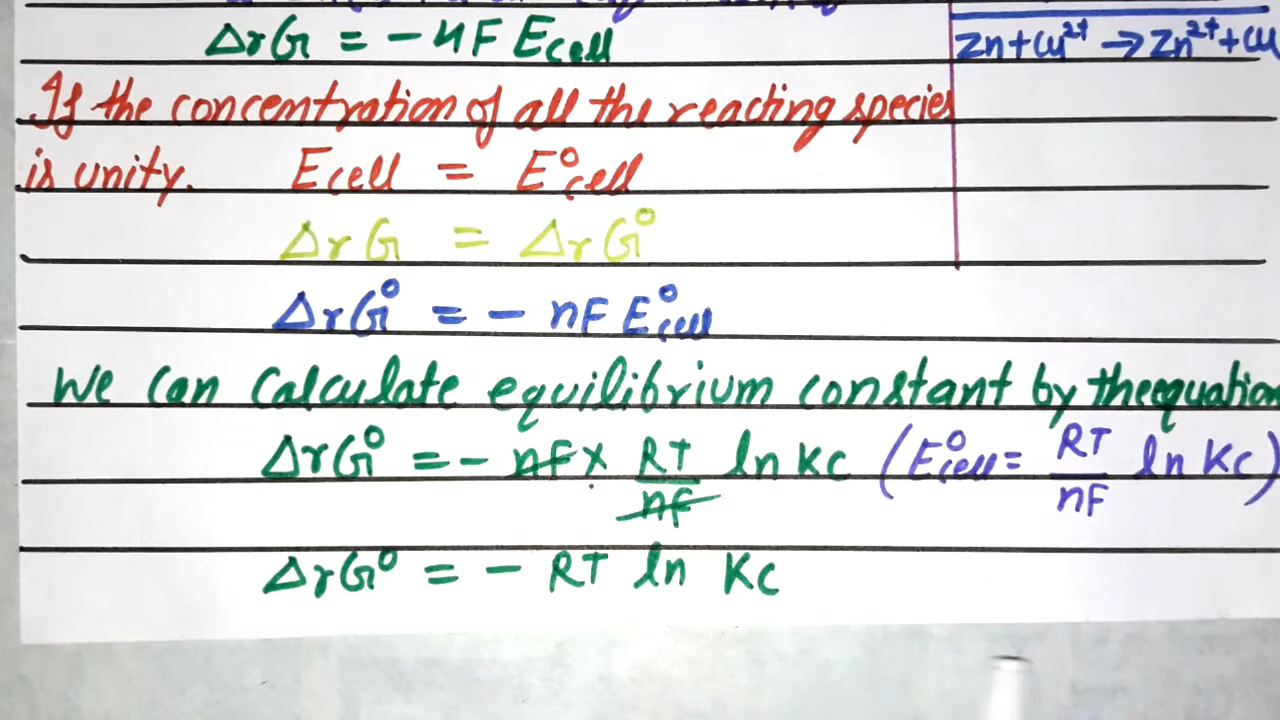 ΔrG = -nF Ecell
Zn+Cu²⁺ → Zn²⁺+Cu
If the concentration of all the reacting species
is unity. Ecell = E°cell
ΔrG = ΔrG°
ΔrG° = - nF E°cell
We can calculate equilibrium constant by the equation
ΔrG° = - nF × RT/nF ln Kc (E°cell = RT/nF ln Kc)
ΔrG° = - RT ln Kc